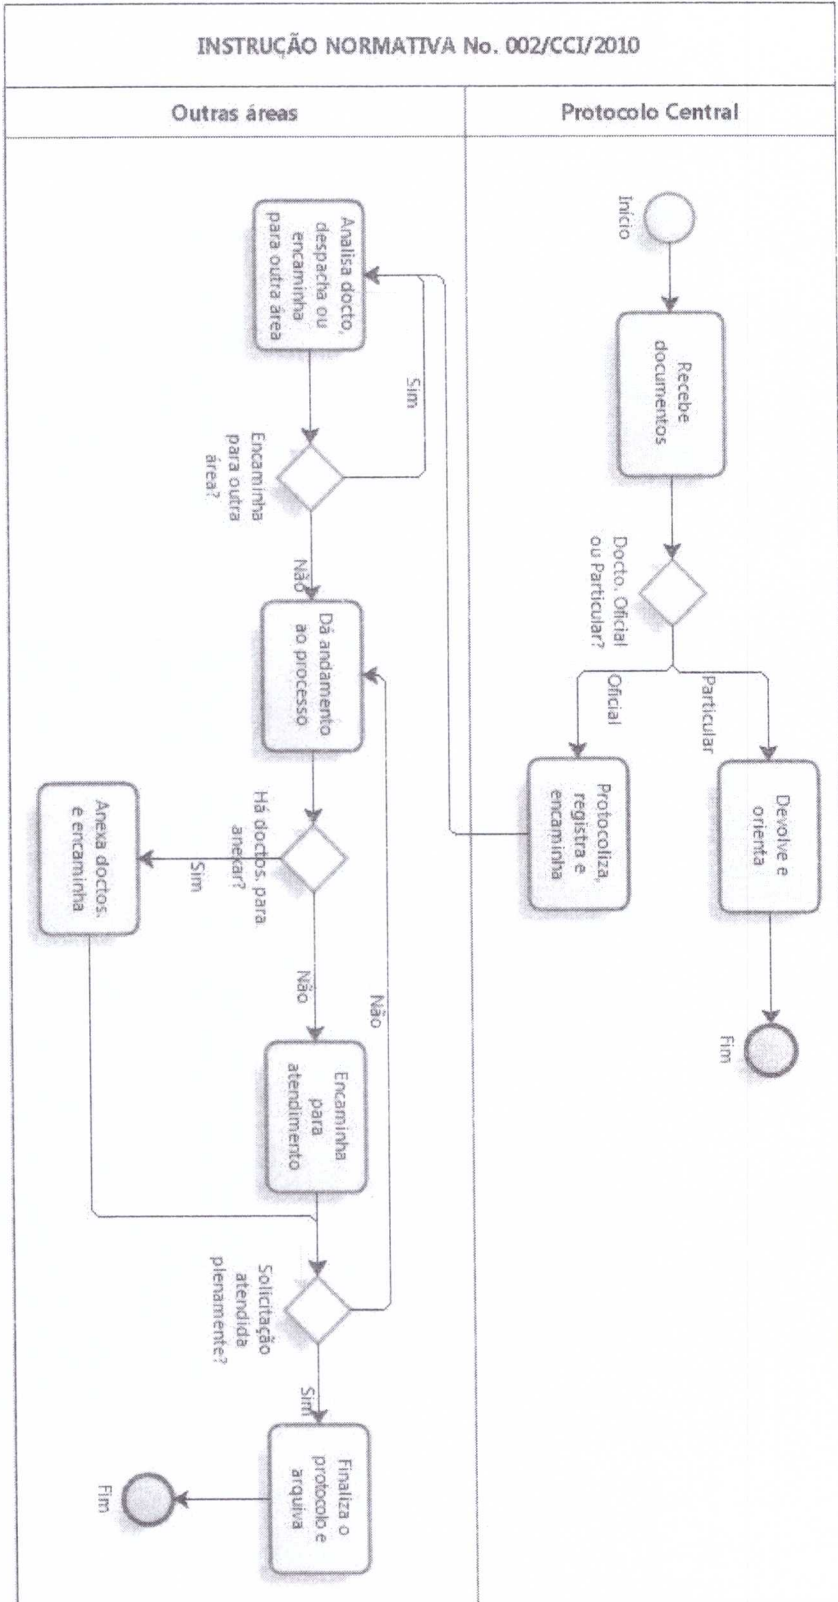 INSTRUÇÃO NORMATIVA No. 002/CCI/2010
Protocolo Central
Início
Recebe
documentos
Docto. Oficial
ou Particular?
Particular
Oficial
Devolve e
orienta
Fim
Protocoliza,
registra e
encaminha
Outras áreas
Analisa docto,
despacha ou
encaminha
para outra área
Sim
Encaminha
para outra
área?
Não
Dá andamento
ao processo
Há doctos. para
anexar?
Sim
Não
Anexa doctos.
e encaminha
Encaminha
para
atendimento
Não
Solicitação
atendida
plenamente?
Sim
Finaliza o
protocolo e
arquiva
Fim